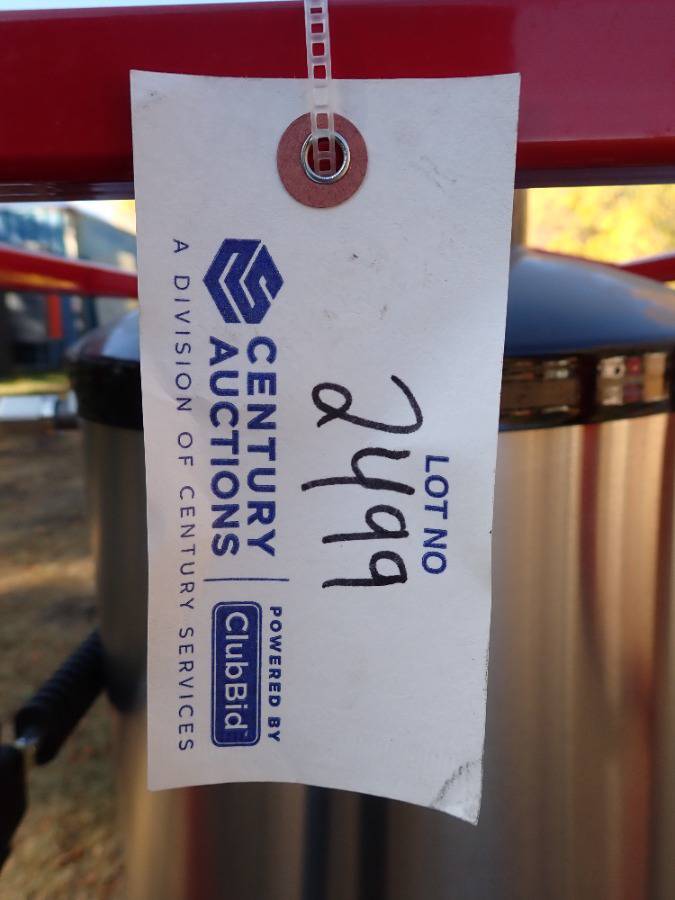 LOT NO
2499
CENTURY
AUCTIONS
POWERED BY
ClubBid
A DIVISION OF CENTURY SERVICES